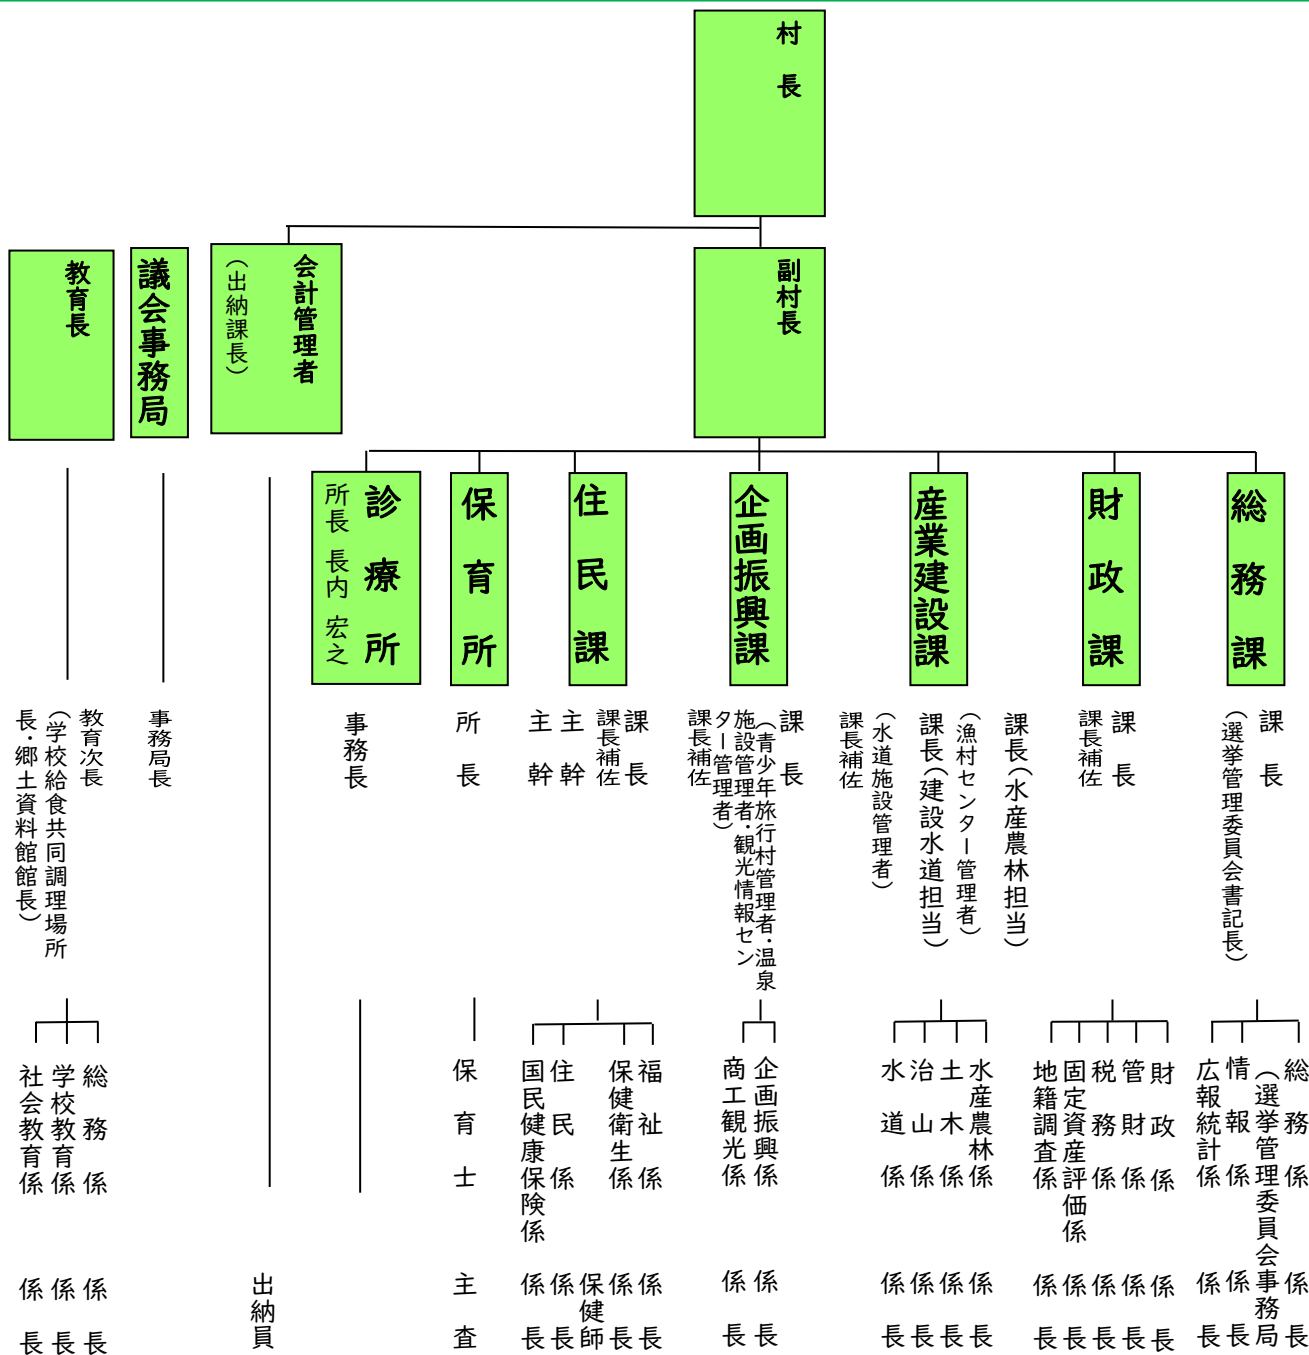 村長
副村長
会計管理者
（出納課長）
議会事務局
教育長
総務課
財政課
産業建設課
企画振興課
住民課
保育所
診療所
所長 長内 宏之
課長
（選挙管理委員会書記長）
課長
課長補佐
課長（水産農林担当）
（漁村センター管理者）
課長（建設水道担当）
（水道施設管理者）
課長補佐
課長
（青少年旅行村管理者・温泉
施設管理者・観光情報セン
ター管理者）
課長補佐
課長
課長補佐
主幹
主幹
所長
事務長
事務局長
教育次長
（学校給食共同調理場所
長・郷土資料館館長）
総務係 係長
（選挙管理委員会事務局
情報係 係長
広報統計係 係長
財政係 係長
管財係 係長
税務係 係長
固定資産評価係 係長
地籍調査係 係長
水産農林係 係長
土木係 係長
治山係 係長
水道係 係長
企画振興係 係長
商工観光係 係長
福祉係 係長
保健衛生係 係長
保健師
住民係 係長
国民健康保険係 係長
保育士 主査
出納員
総務係 係長
学校教育係 係長
社会教育係 係長